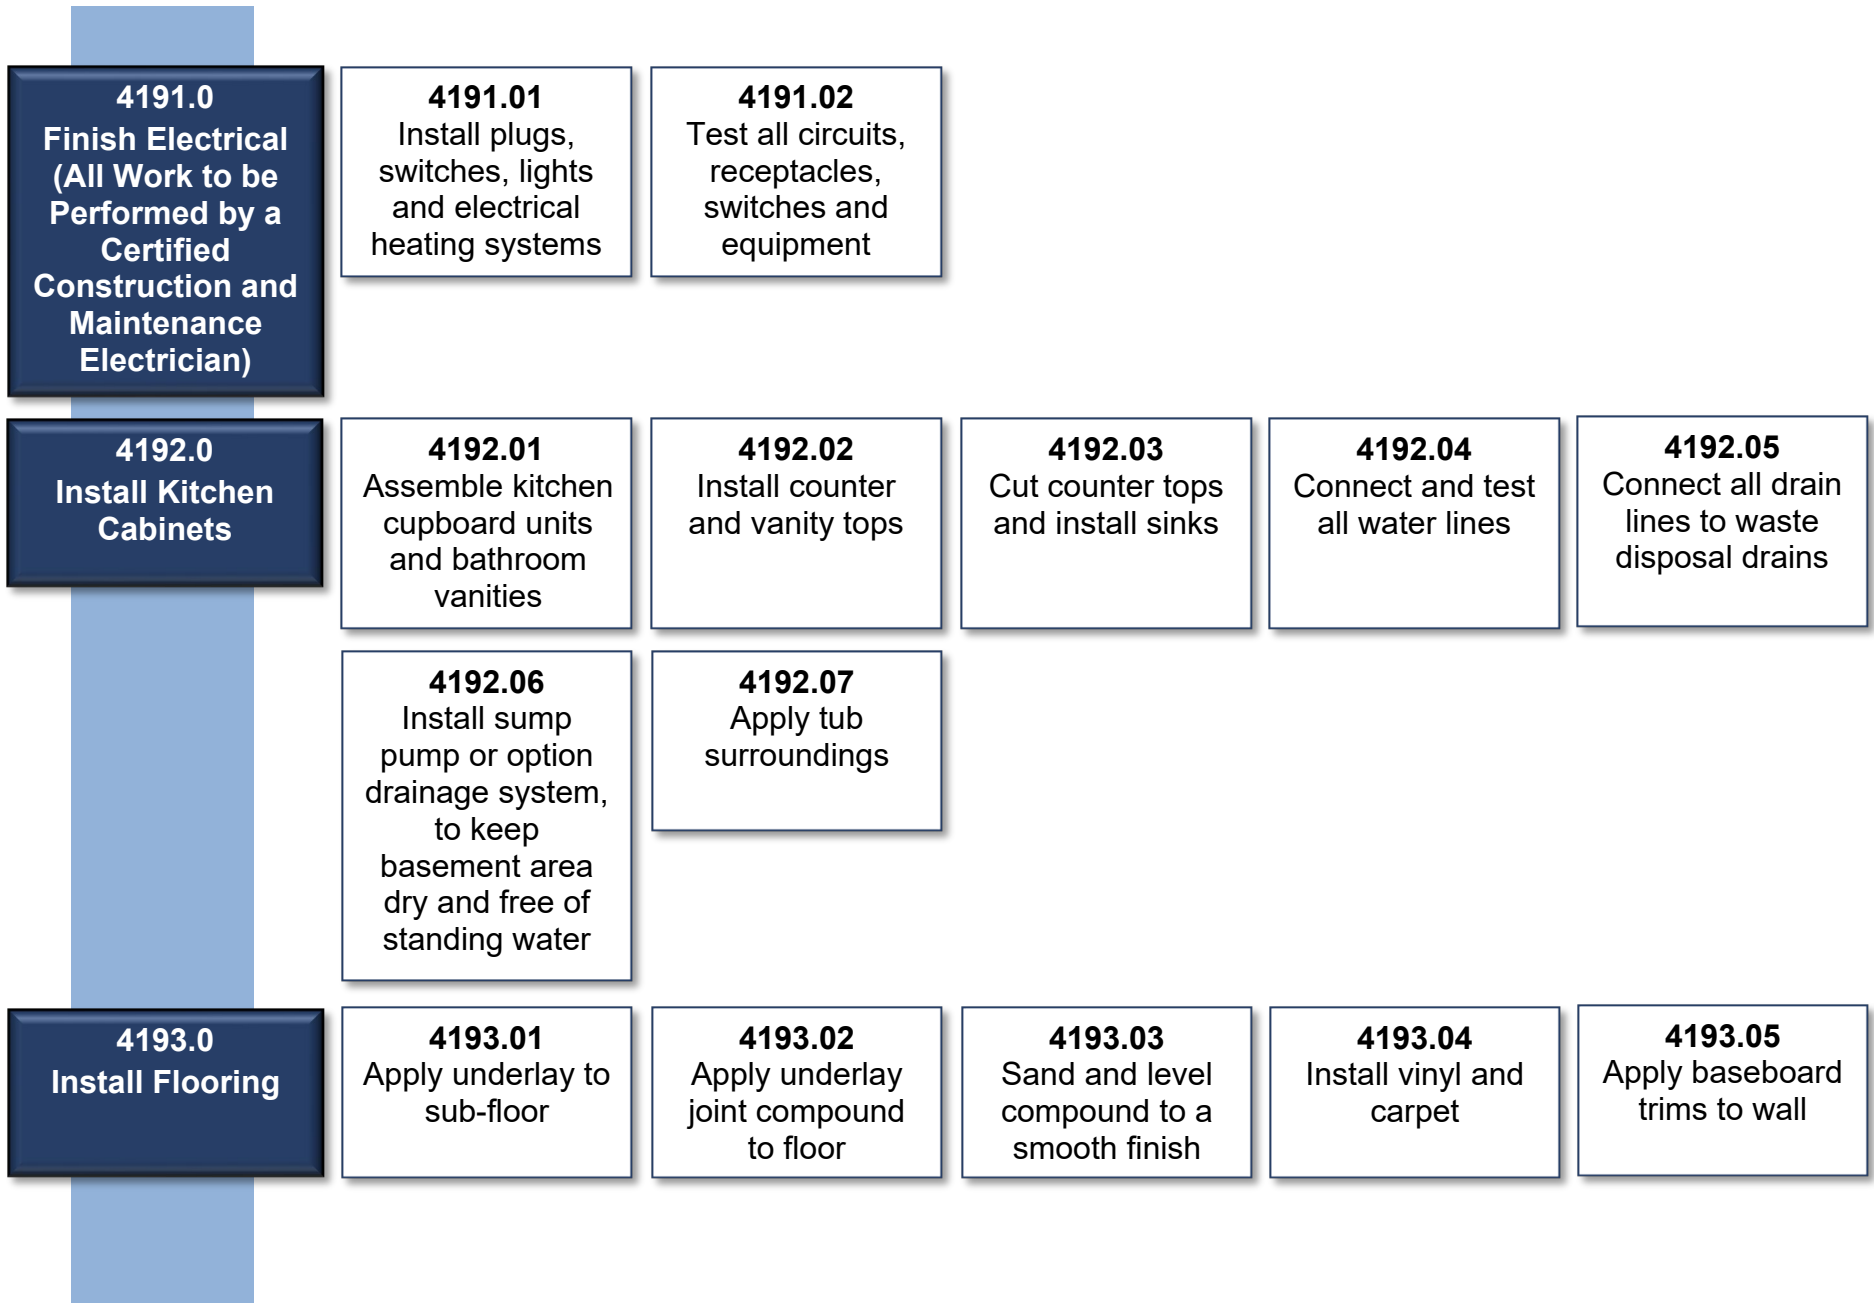 4191.0
Finish Electrical
(All Work to be
Performed by a
Certified
Construction and
Maintenance
Electrician)
4191.01
Install plugs,
switches, lights
and electrical
heating systems
4191.02
Test all circuits,
receptacles,
switches and
equipment
4192.0
Install Kitchen
Cabinets
4192.01
Assemble kitchen
cupboard units
and bathroom
vanities
4192.02
Install counter
and vanity tops
4192.03
Cut counter tops
and install sinks
4192.04
Connect and test
all water lines
4192.05
Connect all drain
lines to waste
disposal drains
4192.06
Install sump
pump or option
drainage system,
to keep
basement area
dry and free of
standing water
4192.07
Apply tub
surroundings
4193.0
Install Flooring
4193.01
Apply underlay to
sub-floor
4193.02
Apply underlay
joint compound
to floor
4193.03
Sand and level
compound to a
smooth finish
4193.04
Install vinyl and
carpet
4193.05
Apply baseboard
trims to wall